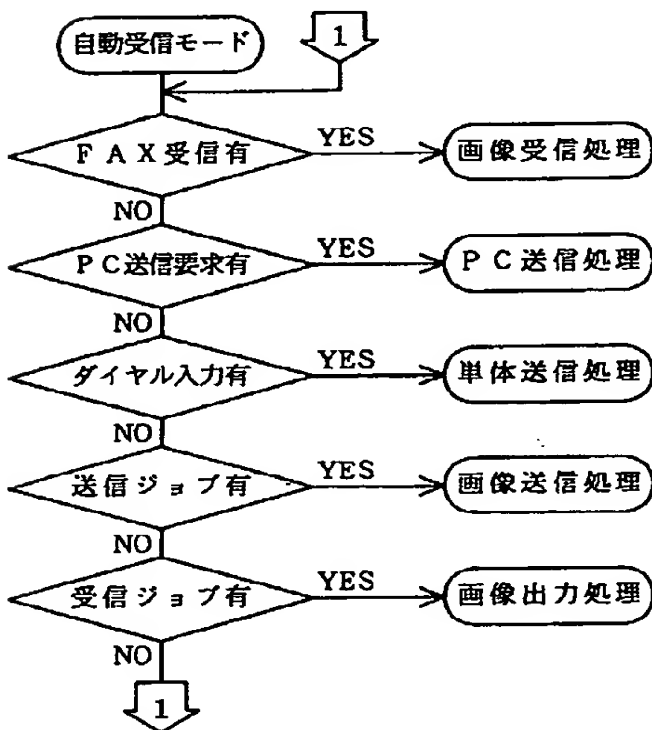 自動受信モード
1
FAX受信有
YES
画像受信処理
NO
PC送信要求有
YES
PC送信処理
NO
ダイヤル入力有
YES
単体送信処理
NO
送信ジョブ有
YES
画像送信処理
NO
受信ジョブ有
YES
画像出力処理
NO
1